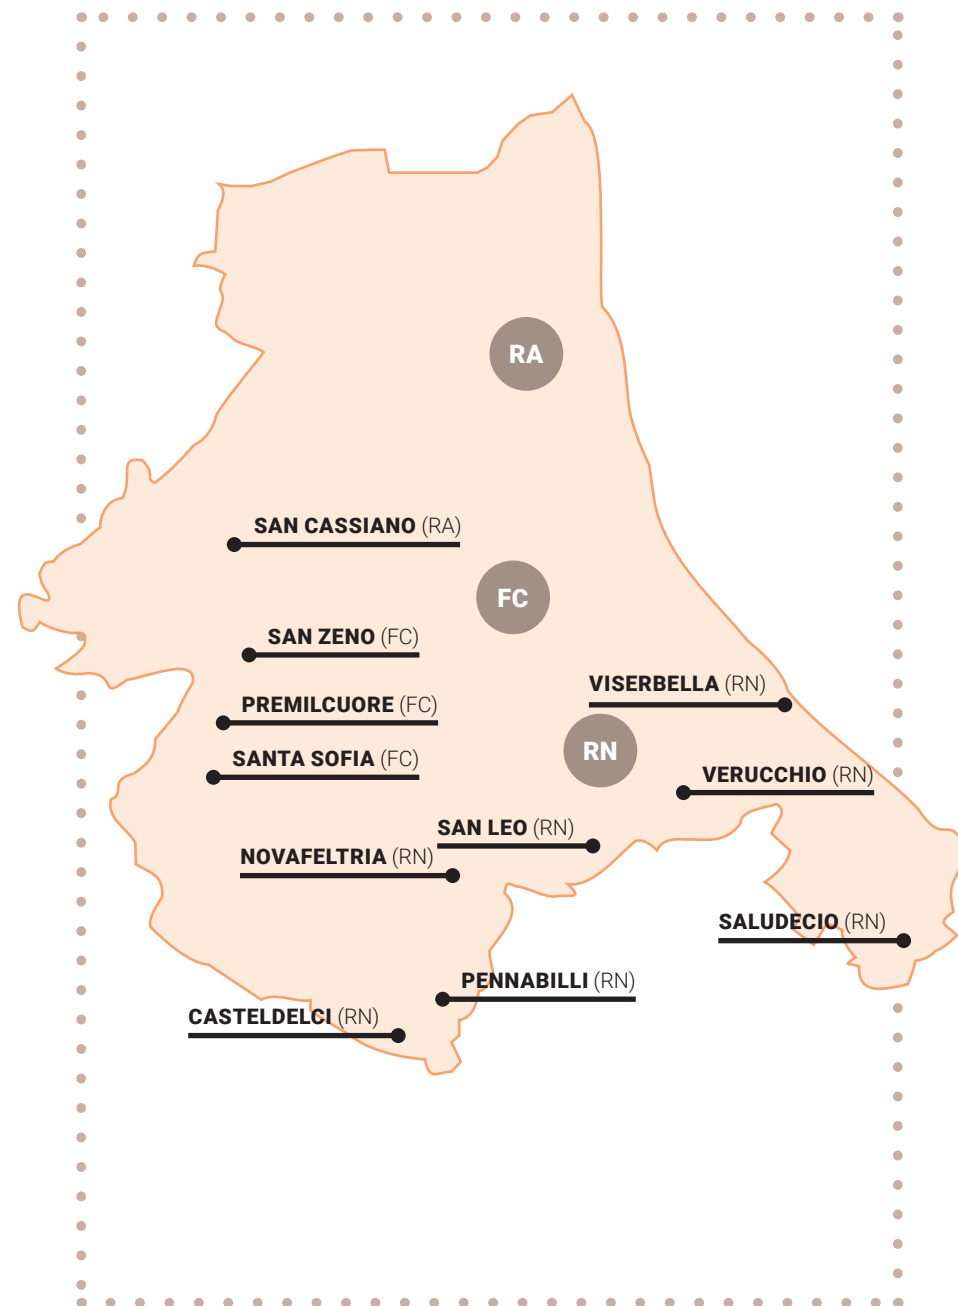 RA
SAN CASSIANO (RA)
FC
SAN ZENO (FC)
VISERBELLA (RN)
PREMILCUORE (FC)
RN
SANTA SOFIA (FC)
VERUCCHIO (RN)
SAN LEO (RN)
NOVAFELTRIA (RN)
SALUDECIO (RN)
PENNABILLI (RN)
CASTELDELCI (RN)